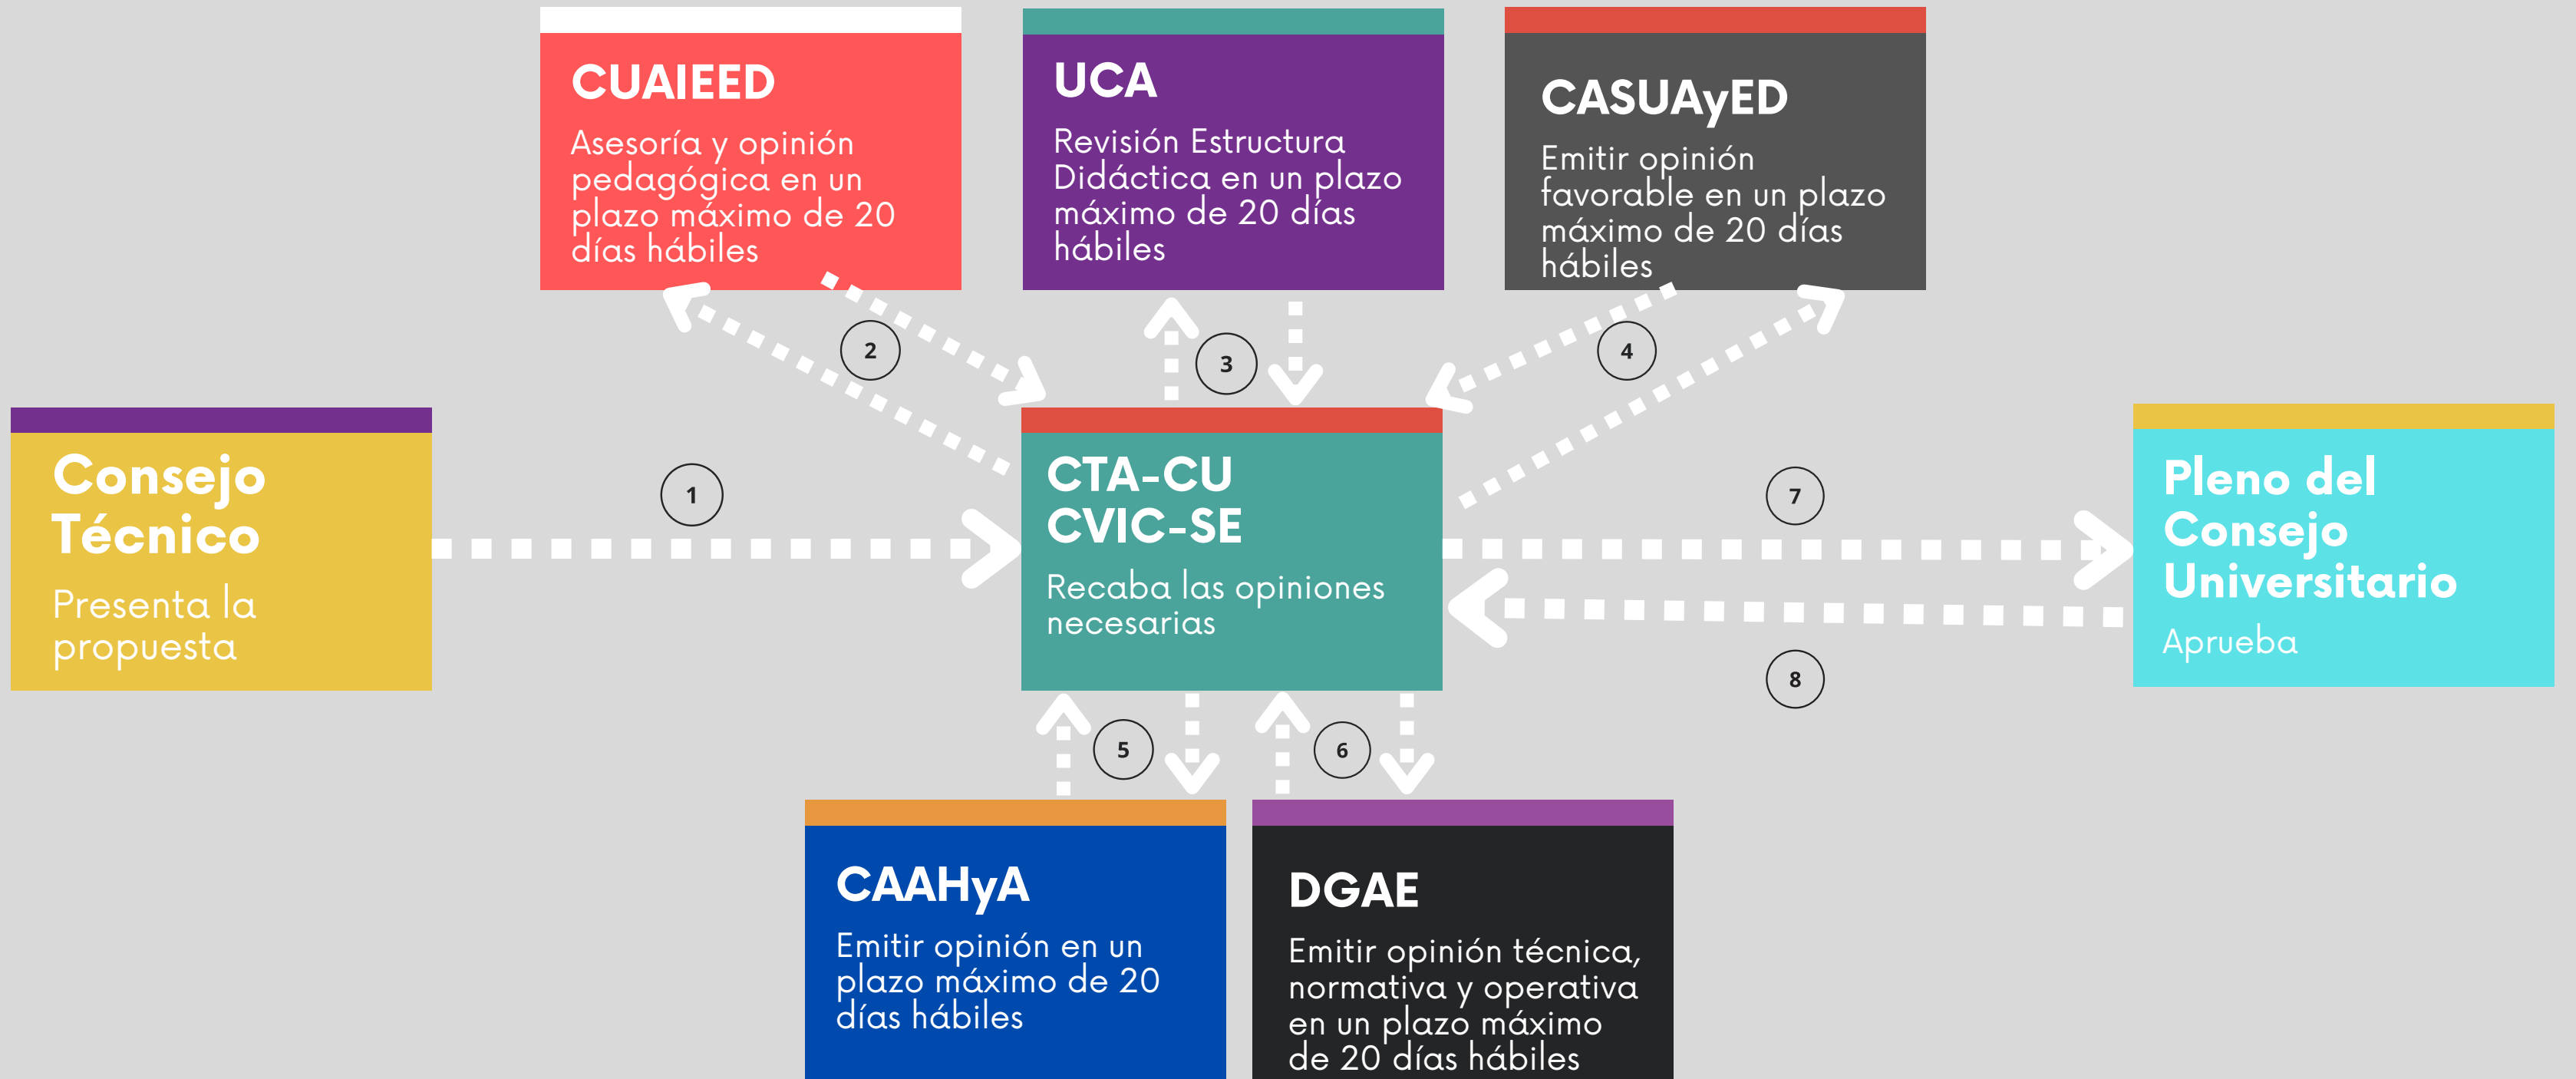 CUAIEED
Asesoría y opinión
pedagógica en un
plazo máximo de 20
días hábiles
UCA
Revisión Estructura
Didáctica en un plazo
máximo de 20 días
hábiles
CASUAyED
Emitir opinión
favorable en un plazo
máximo de 20 días
hábiles
2
3
4
Consejo
Técnico
Presenta la
propuesta
1
CTA-CU
CVIC-SE
Recaba las opiniones
necesarias
7
8
Pleno del
Consejo
Universitario
Aprueba
5
6
CAAHyA
Emitir opinión en un
plazo máximo de 20
días hábiles
DGAE
Emitir opinión técnica,
normativa y operativa
en un plazo máximo
de 20 días hábiles